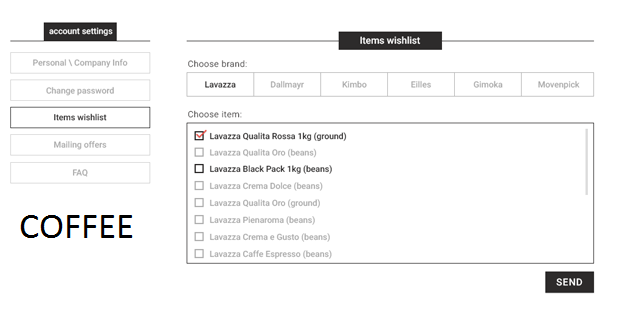 account settings
Personal \ Company Info
Change password
Items wishlist
Mailing offers
FAQ
COFFEE
Items wishlist
Choose brand:
Lavazza Dallmayr Kimbo Eilles Gimoka Movenpick
Choose item:
Lavazza Qualita Rossa 1kg (ground)
Lavazza Qualita Oro (beans)
Lavazza Black Pack 1kg (beans)
Lavazza Crema Dolce (beans)
Lavazza Qualita Oro (ground)
Lavazza Pienaroma (beans)
Lavazza Crema e Gusto (beans)
Lavazza Caffe Espresso (beans)
SEND